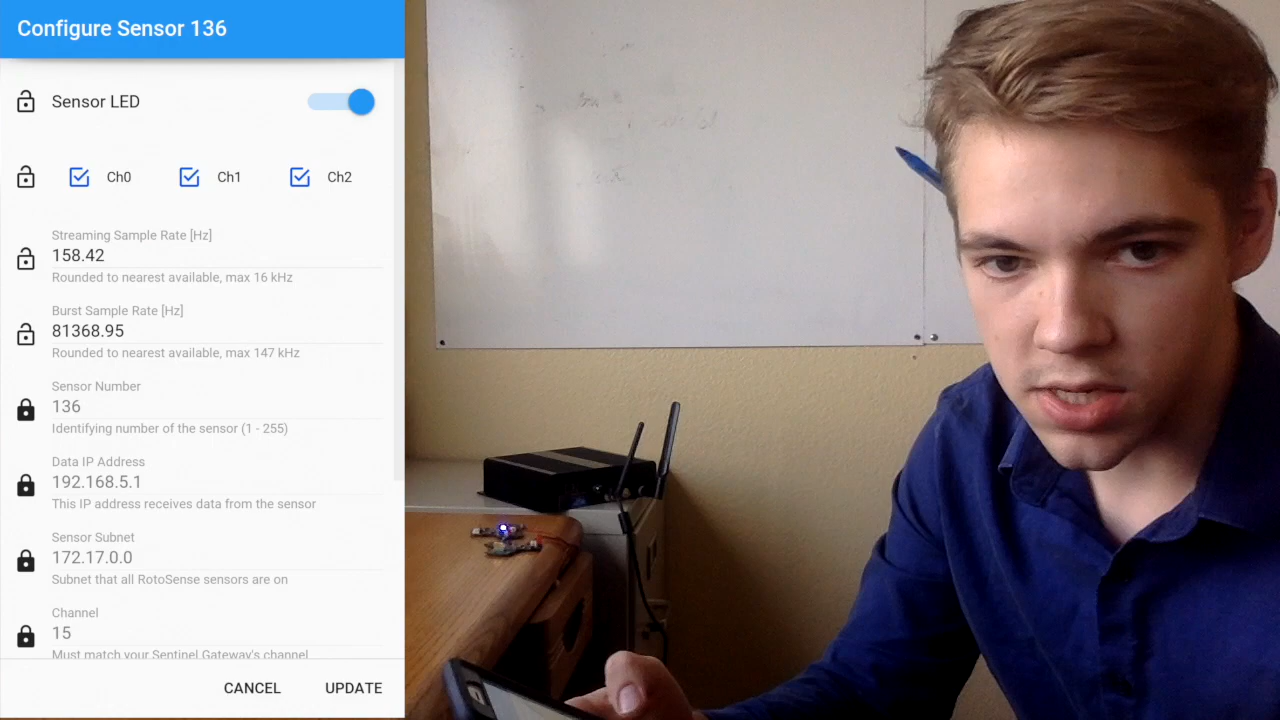 Configure Sensor 136
Sensor LED
Ch0 Ch1 Ch2
Streaming Sample Rate [Hz]
158.42
Rounded to nearest available, max 16 kHz
Burst Sample Rate [Hz]
81368.95
Rounded to nearest available, max 147 kHz
Sensor Number
136
Identifying number of the sensor (1 - 255)
Data IP Address
192.168.5.1
This IP address receives data from the sensor
Sensor Subnet
172.17.0.0
Subnet that all RotoSense sensors are on
Channel
15
Must match your Sentinel Gateway's channel
CANCEL UPDATE